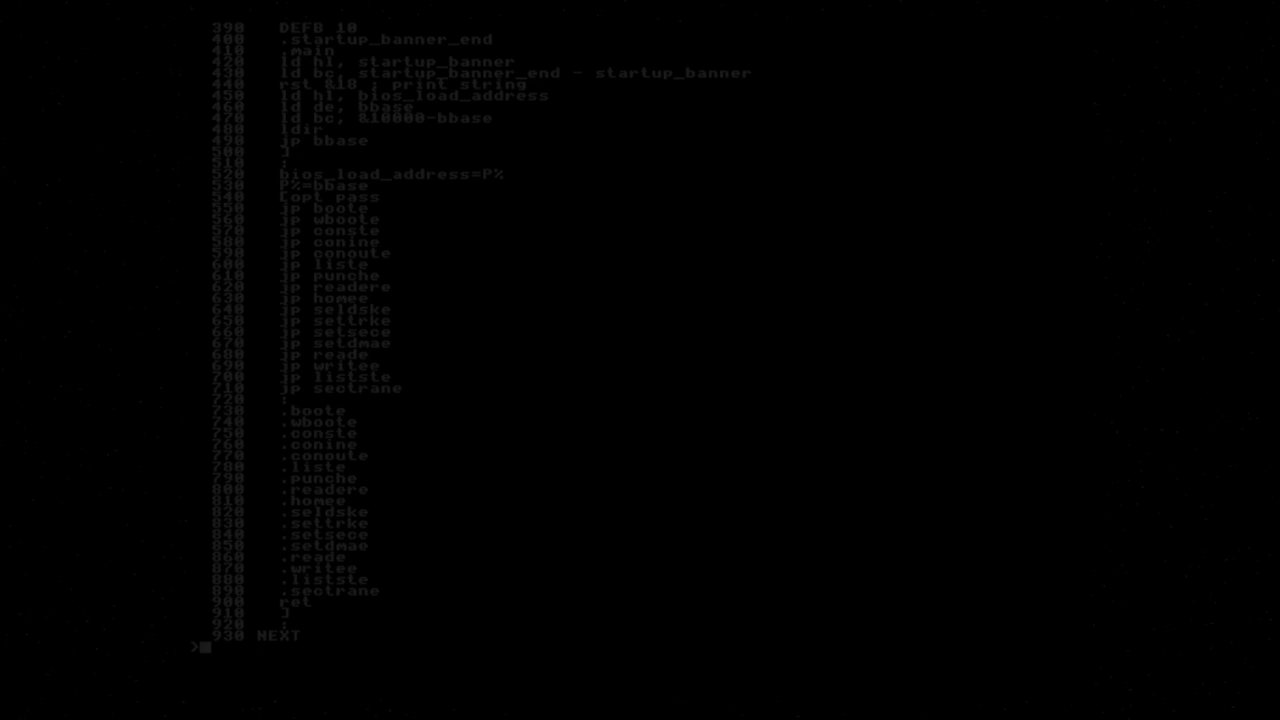 390   DEFB 10
400   .startup_banner_end
410   .main
420   ld hl, startup_banner
430   ld bc, startup_banner_end - startup_banner
440   rst &18 ; print string
450   ld hl, bios_load_address
460   ld de, bbase
470   ld bc, &10000-bbase
480   ldir
490   jp bbase
500   ]
510   :
520   bios_load_address=P%
530   P%=bbase
540   [opt pass
550   jp boote
560   jp wboote
570   jp conste
580   jp conine
590   jp conoute
600   jp liste
610   jp punche
620   jp readere
630   jp homee
640   jp seldske
650   jp settrke
660   jp setsece
670   jp setdmae
680   jp reade
690   jp writee
700   jp listste
710   jp sectrane
720   :
730   .boote
740   .wboote
750   .conste
760   .conine
770   .conoute
780   .liste
790   .punche
800   .readere
810   .homee
820   .seldske
830   .settrke
840   .setsece
850   .setdmae
860   .reade
870   .writee
880   .listste
890   .sectrane
900   ret
910   ]
920   :
930 NEXT
>